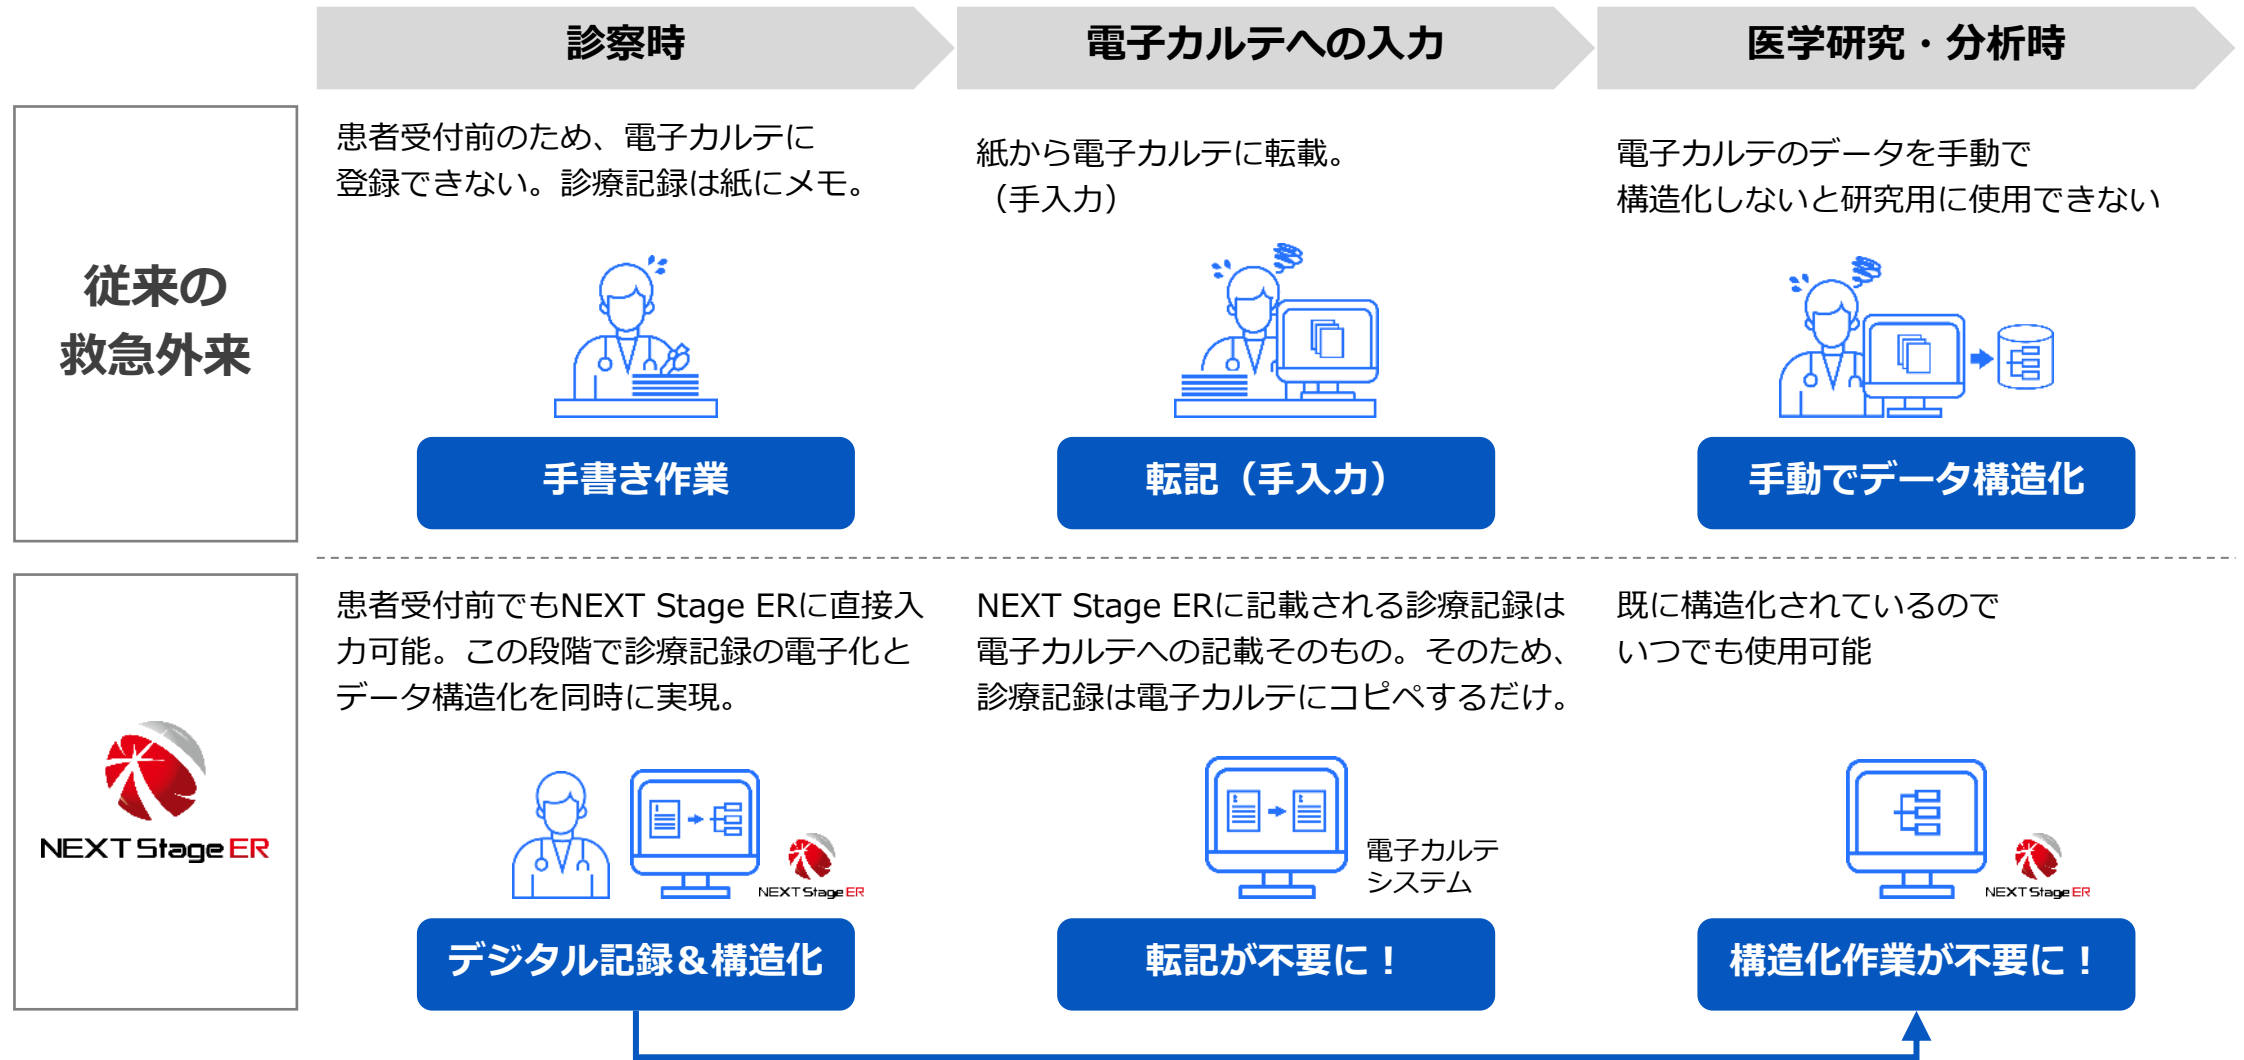 診察時
電子カルテへの入力
医学研究・分析時
従来の
救急外来
患者受付前のため、電子カルテに
登録できない。診療記録は紙にメモ。
手書き作業
紙から電子カルテに転載。
（手入力）
転記（手入力）
電子カルテのデータを手動で
構造化しないと研究用に使用できない
手動でデータ構造化
NEXT Stage ER
患者受付前でもNEXT Stage ERに直接入
力可能。この段階で診療記録の電子化と
データ構造化を同時に実現。
NEXT Stage ER
デジタル記録＆構造化
NEXT Stage ERに記載される診療記録は
電子カルテへの記載そのもの。そのため、
診療記録は電子カルテにコピペするだけ。
電子カルテ
システム
転記が不要に！
既に構造化されているので
いつでも使用可能
NEXT Stage ER
構造化作業が不要に！